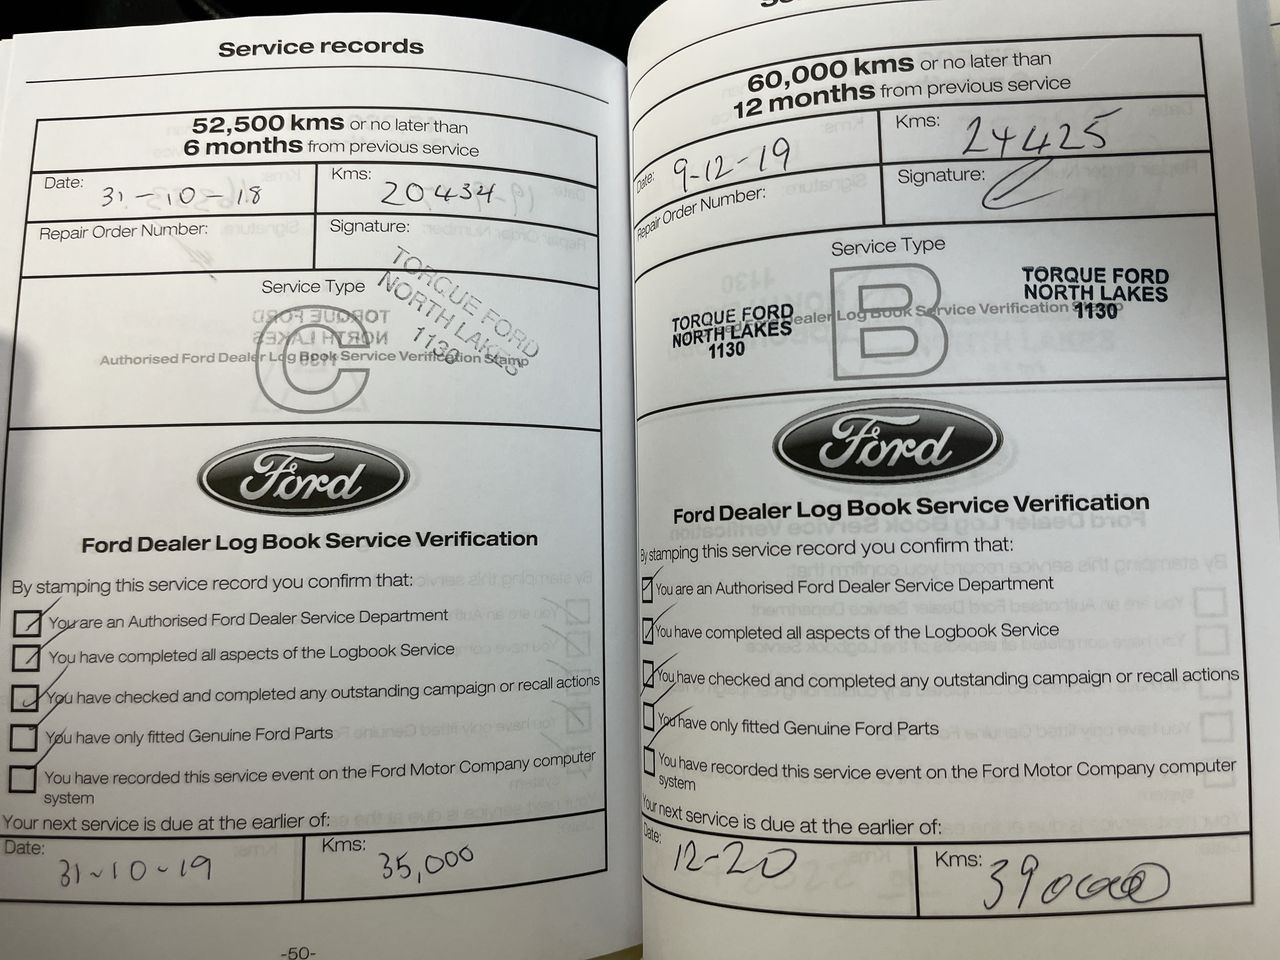 Service records
52,500 kms or no later than
6 months from previous service
Date: 31-10-18
Kms: 20434
Repair Order Number:
Signature:
Service Type
C
Authorised Ford Dealer Log Book Service Verification Stamp
TORQUE FORD
NORTH LAKES
1130
Ford
Ford Dealer Log Book Service Verification
By stamping this service record you confirm that:
You are an Authorised Ford Dealer Service Department
You have completed all aspects of the Logbook Service
You have checked and completed any outstanding campaign or recall actions
You have only fitted Genuine Ford Parts
You have recorded this service event on the Ford Motor Company computer
system
Your next service is due at the earlier of:
Date: 31-10-19
Kms: 35,000
-50-
60,000 kms or no later than
12 months from previous service
Date: 9-12-19
Kms: 24425
Repair Order Number:
Signature:
Service Type
B
Dealer Log Book Service Verification
TORQUE FORD
NORTH LAKES
1130
TORQUE FORD
NORTH LAKES
1130
Ford
Ford Dealer Log Book Service Verification
By stamping this service record you confirm that:
You are an Authorised Ford Dealer Service Department
You have completed all aspects of the Logbook Service
You have checked and completed any outstanding campaign or recall actions
You have only fitted Genuine Ford Parts
You have recorded this service event on the Ford Motor Company computer
system
Your next service is due at the earlier of:
Date: 12-20
Kms: